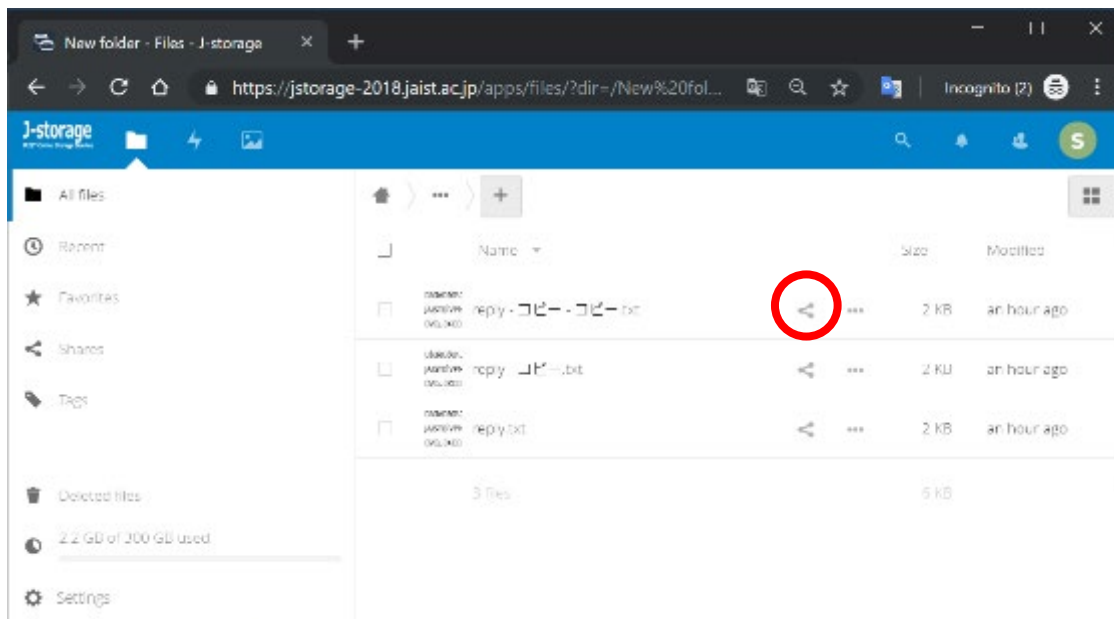 New folder - Files - J-storage
https://jstorage-2018.jaist.ac.jp/apps/files/?dir=/New%20fol...
Incognito (2)
J-storage
S
All files
Recent
Favorites
Shares
Tags
Deleted files
2.2 GB of 300 GB used
Settings
Name
Size
Modified
reply - コピー - コピー.txt
2 KB
an hour ago
reply - コピー.txt
2 KB
an hour ago
reply.txt
2 KB
an hour ago
3 files
6 KB